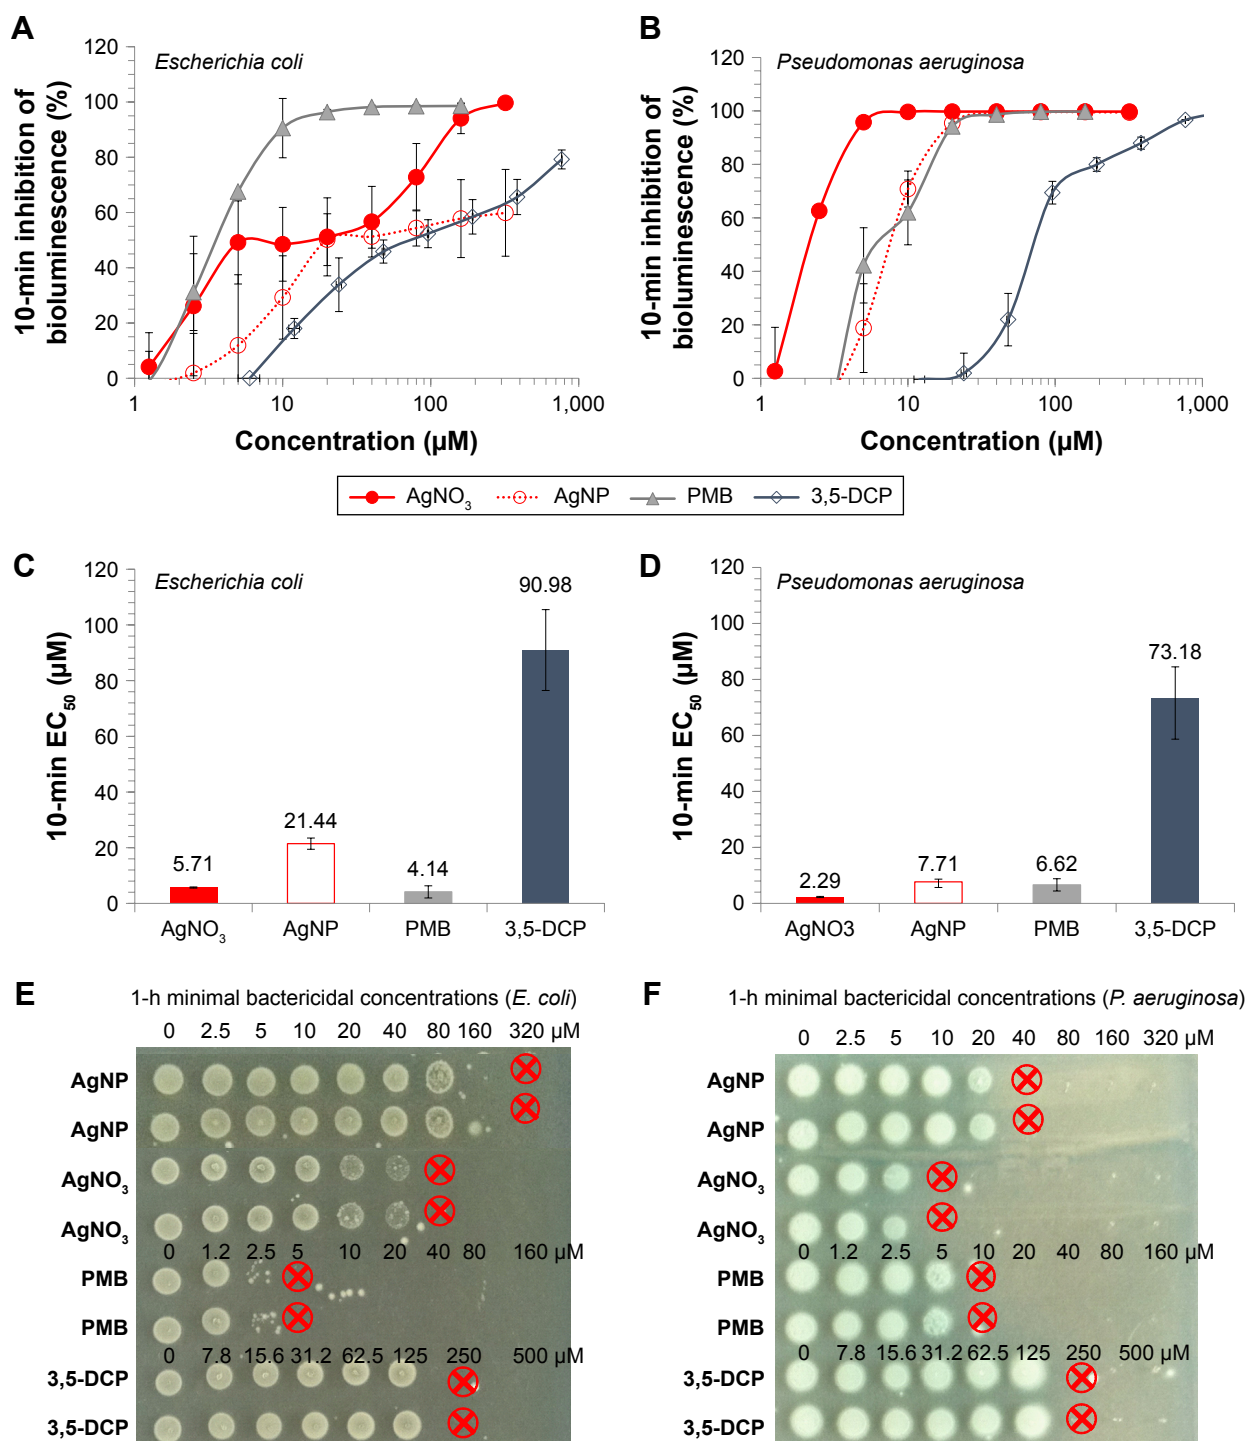 A
B
120
100
80
60
40
20
0
10-min inhibition of
bioluminescence (%)
Escherichia coli
1 10 100 1,000
Concentration (µM)
120
100
80
60
40
20
0
10-min inhibition of
bioluminescence (%)
Pseudomonas aeruginosa
1 10 100 1,000
Concentration (µM)
AgNO3 AgNP PMB 3,5-DCP
C
D
120
100
80
60
40
20
0
10-min EC50 (µM)
Escherichia coli
5.71
21.44
4.14
90.98
AgNO3 AgNP PMB 3,5-DCP
120
100
80
60
40
20
0
10-min EC50 (µM)
Pseudomonas aeruginosa
2.29
7.71
6.62
73.18
AgNO3 AgNP PMB 3,5-DCP
E
1-h minimal bactericidal concentrations (E. coli)
0 2.5 5 10 20 40 80 160 320 µM
AgNP
AgNP
AgNO3
AgNO3
0 1.2 2.5 5 10 20 40 80 160 µM
PMB
PMB
0 7.8 15.6 31.2 62.5 125 250 500 µM
3,5-DCP
3,5-DCP
F
1-h minimal bactericidal concentrations (P. aeruginosa)
0 2.5 5 10 20 40 80 160 320 µM
AgNP
AgNP
AgNO3
AgNO3
0 1.2 2.5 5 10 20 40 80 160 µM
PMB
PMB
0 7.8 15.6 31.2 62.5 125 250 500 µM
3,5-DCP
3,5-DCP